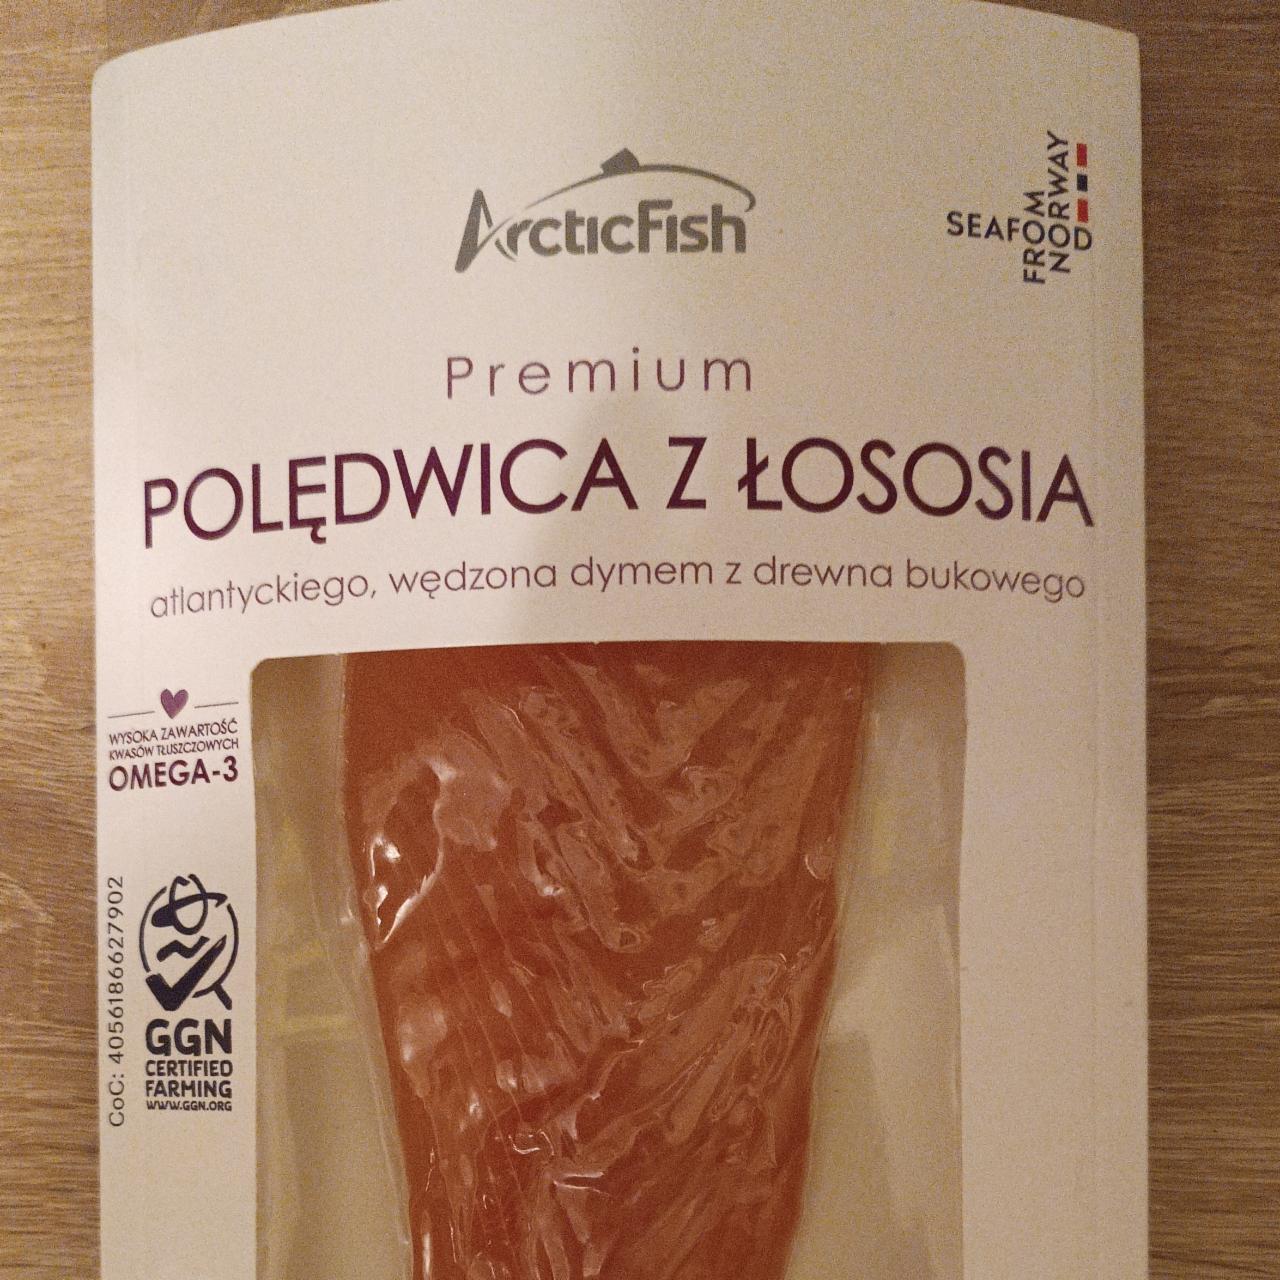 ArcticFish
SEAFOOD
FROM
NORWAY
Premium
POLĘDWICA Z ŁOSOSIA
atlantyckiego, wędzona dymem z drewna bukowego
WYSOKA ZAWARTOŚĆ
KWASÓW TŁUSZCZOWYCH
OMEGA-3
CoC: 4056186627902
GGN
CERTIFIED
FARMING
WWW.GGN.ORG